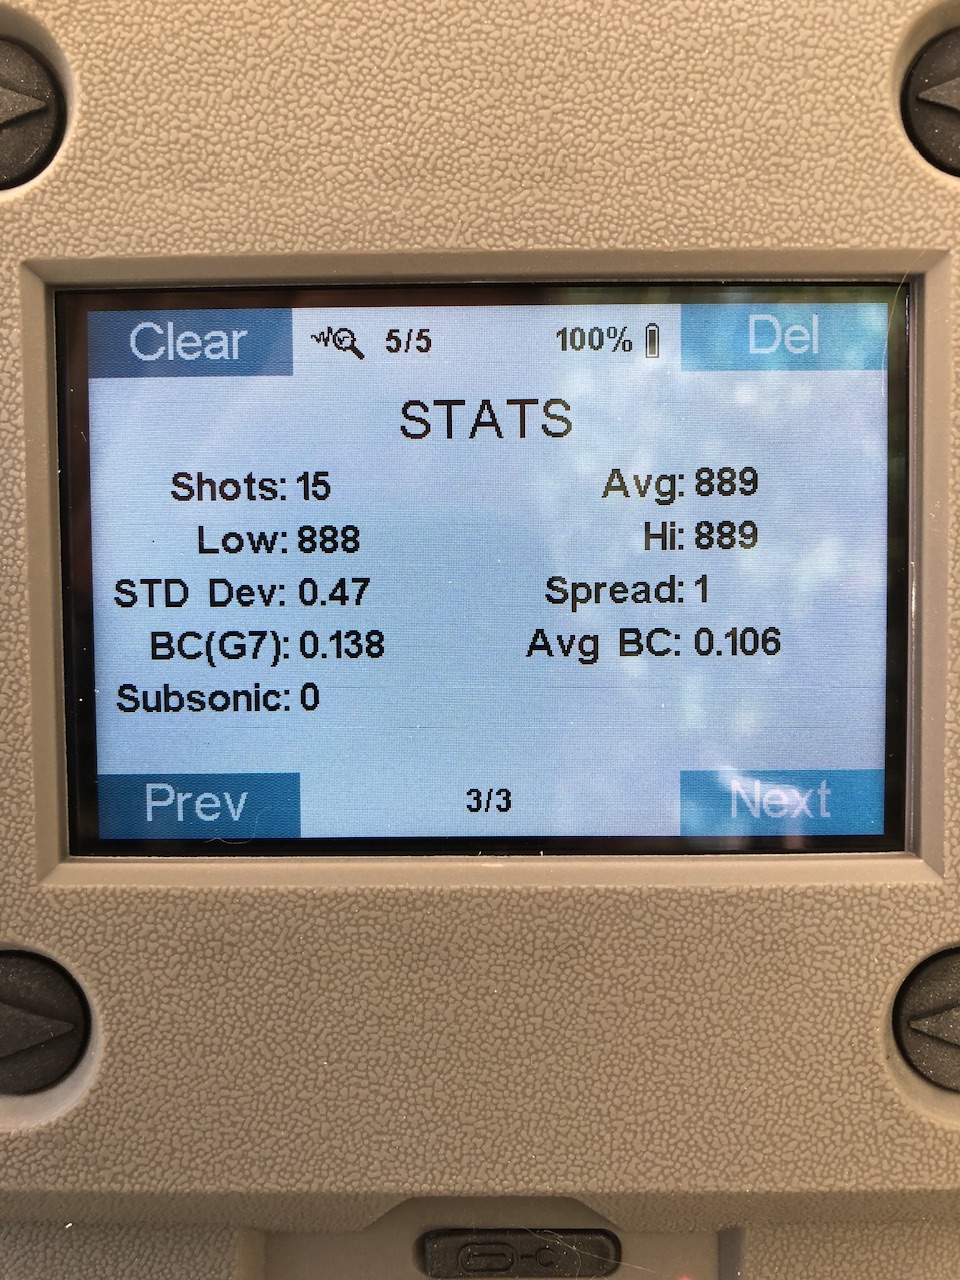 Clear 5/5 100% Del
STATS
Shots: 15 Avg: 889
Low: 888 Hi: 889
STD Dev: 0.47 Spread: 1
BC(G7): 0.138 Avg BC: 0.106
Subsonic: 0
Prev 3/3 Next
-C